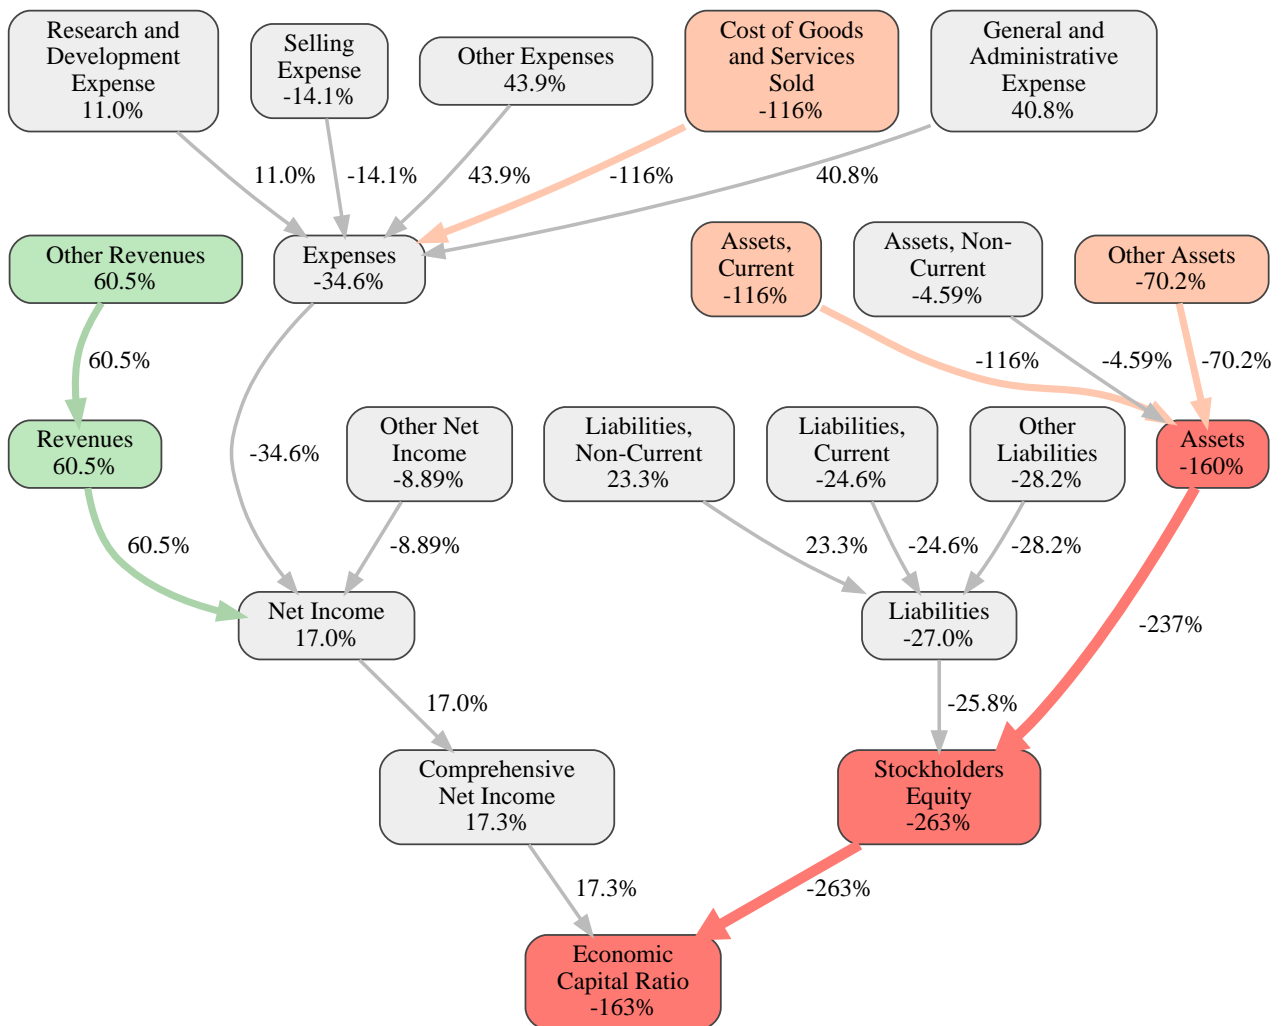 Research and
Development
Expense
11.0%
Selling
Expense
-14.1%
Other Expenses
43.9%
Cost of Goods
and Services
Sold
-116%
General and
Administrative
Expense
40.8%
11.0%
-14.1%
43.9%
-116%
40.8%
Other Revenues
60.5%
Expenses
-34.6%
Assets,
Current
-116%
Assets, Non-
Current
-4.59%
Other Assets
-70.2%
60.5%
-116%
-4.59%
-70.2%
Revenues
60.5%
-34.6%
Other Net
Income
-8.89%
Liabilities,
Non-Current
23.3%
Liabilities,
Current
-24.6%
Other
Liabilities
-28.2%
Assets
-160%
60.5%
-8.89%
23.3%
-24.6%
-28.2%
Net Income
17.0%
Liabilities
-27.0%
-237%
17.0%
-25.8%
Comprehensive
Net Income
17.3%
Stockholders
Equity
-263%
17.3%
-263%
Economic
Capital Ratio
-163%